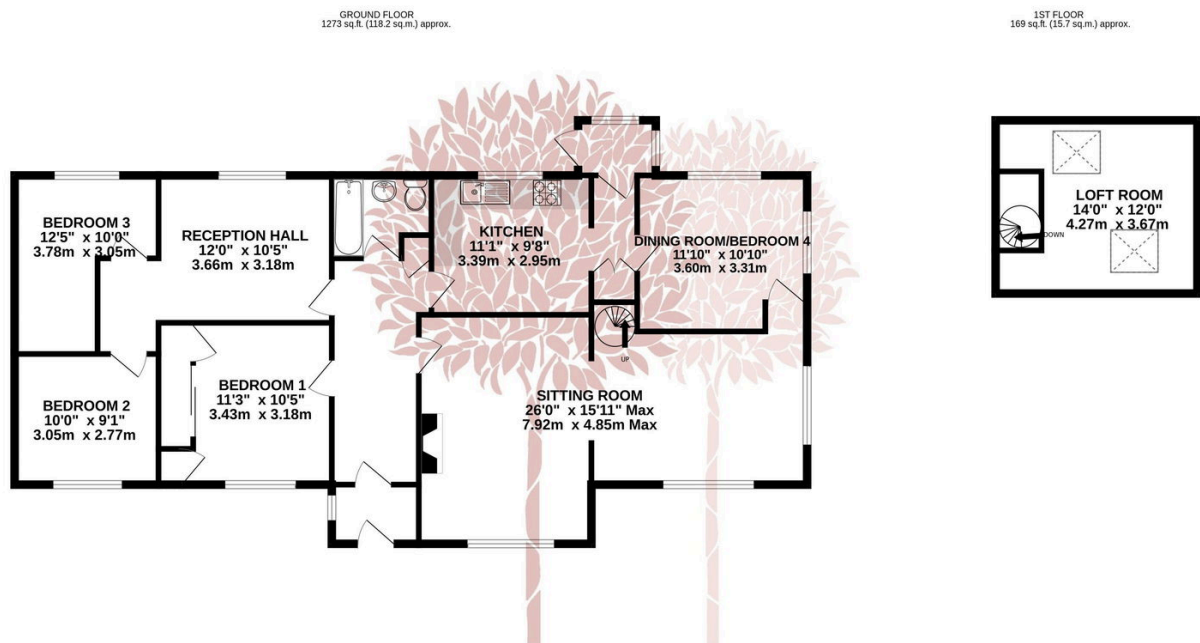 GROUND FLOOR
1273 sq.ft. (118.2 sq.m.) approx.
1ST FLOOR
169 sq.ft. (15.7 sq.m.) approx.
BEDROOM 3
12'5" x 10'0"
3.78m x 3.05m
RECEPTION HALL
12'0" x 10'5
3.66m x 3.18m
KITCHEN
11'1" x 9'8"
3.39m x 2.95m
DINING ROOM/BEDROOM 4
11'10" x 10'10"
3.60m x 3.31m
LOFT ROOM
14'0" x 12'0"
4.27m x 3.67m
DOWN
UP
BEDROOM 2
10'0" x 9'1"
3.05m x 2.77m
BEDROOM 1
11'3" x 10'5"
3.43m x 3.18m
SITTING ROOM
26'0" x 15'11" Max
7.92m x 4.85m Max